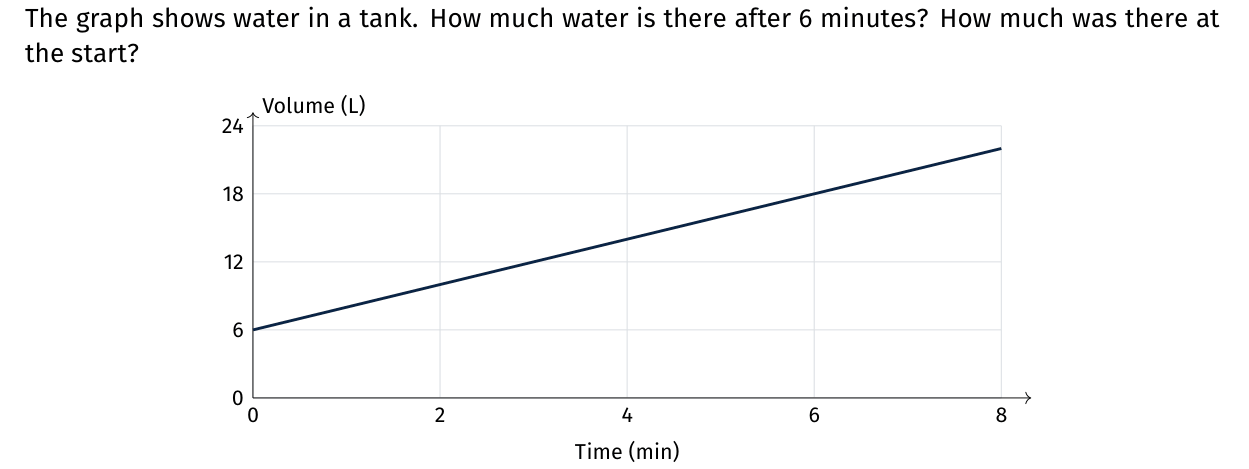 The graph shows water in a tank. How much water is there after 6 minutes? How much was there at
the start?
Volume (L)
24
18
12
6
0
0 2 4 6 8
Time (min)